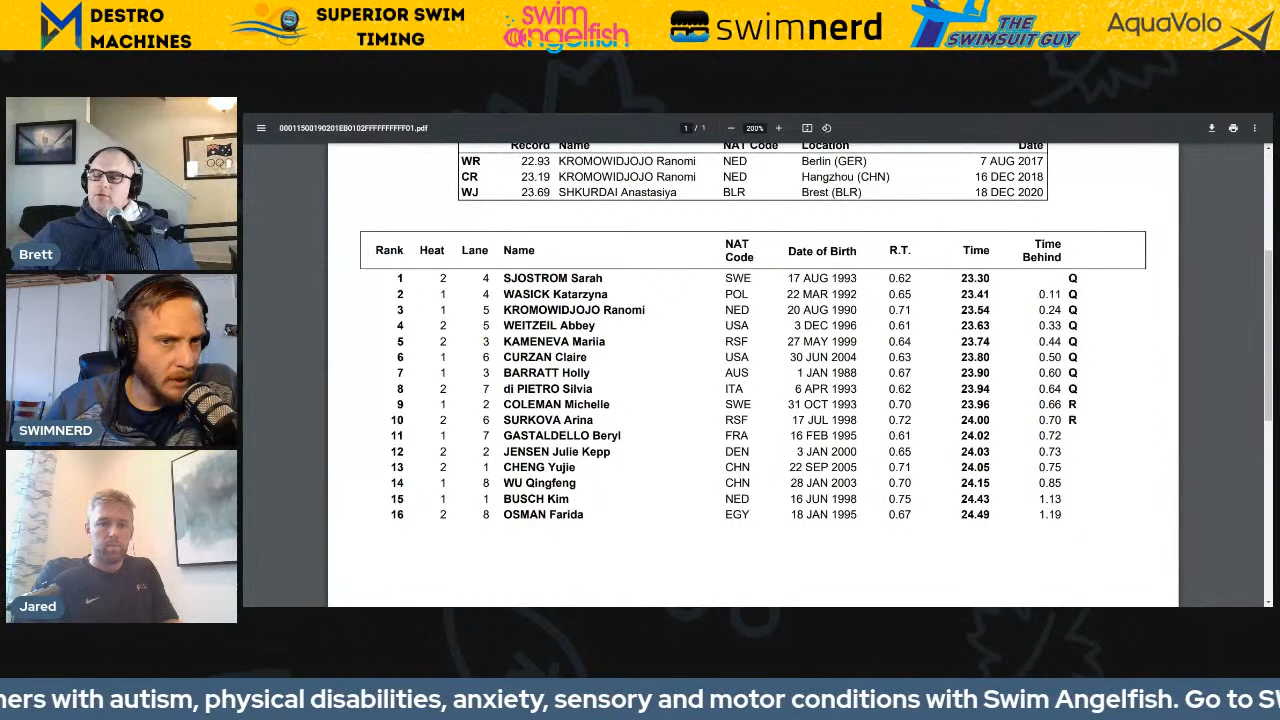 DESTRO
MACHINES
SUPERIOR SWIM
TIMING
swim
angelfish
swimnerd
THE
SWIMSUIT GUY
AquaVolo
Brett
SWIMNERD
Jared
00011500190201EB0102FFFFFFFFFF01.pdf
1 / 1
200%
Record Name NAT Code Location Date
WR 22.93 KROMOWIDJOJO Ranomi NED Berlin (GER) 7 AUG 2017
CR 23.19 KROMOWIDJOJO Ranomi NED Hangzhou (CHN) 16 DEC 2018
WJ 23.69 SHKURDAI Anastasiya BLR Brest (BLR) 18 DEC 2020
Rank Heat Lane Name NAT Code Date of Birth R.T. Time Time Behind
1 2 4 SJOSTROM Sarah SWE 17 AUG 1993 0.62 23.30 Q
2 1 4 WASICK Katarzyna POL 22 MAR 1992 0.65 23.41 0.11 Q
3 1 5 KROMOWIDJOJO Ranomi NED 20 AUG 1990 0.71 23.54 0.24 Q
4 2 5 WEITZEIL Abbey USA 3 DEC 1996 0.61 23.63 0.33 Q
5 2 3 KAMENEVA Mariia RSF 27 MAY 1999 0.64 23.74 0.44 Q
6 1 6 CURZAN Claire USA 30 JUN 2004 0.63 23.80 0.50 Q
7 1 3 BARRATT Holly AUS 1 JAN 1988 0.67 23.90 0.60 Q
8 2 7 di PIETRO Silvia ITA 6 APR 1993 0.62 23.94 0.64 Q
9 1 2 COLEMAN Michelle SWE 31 OCT 1993 0.70 23.96 0.66 R
10 2 6 SURKOVA Arina RSF 17 JUL 1998 0.72 24.00 0.70 R
11 1 7 GASTALDELLO Beryl FRA 16 FEB 1995 0.61 24.02 0.72
12 2 2 JENSEN Julie Kepp DEN 3 JAN 2000 0.65 24.03 0.73
13 2 1 CHENG Yujie CHN 22 SEP 2005 0.71 24.05 0.75
14 1 8 WU Qingfeng CHN 28 JAN 2003 0.70 24.15 0.85
15 1 1 BUSCH Kim NED 16 JUN 1998 0.75 24.43 1.13
16 2 8 OSMAN Farida EGY 18 JAN 1995 0.67 24.49 1.19
ners with autism, physical disabilities, anxiety, sensory and motor conditions with Swim Angelfish. Go to S